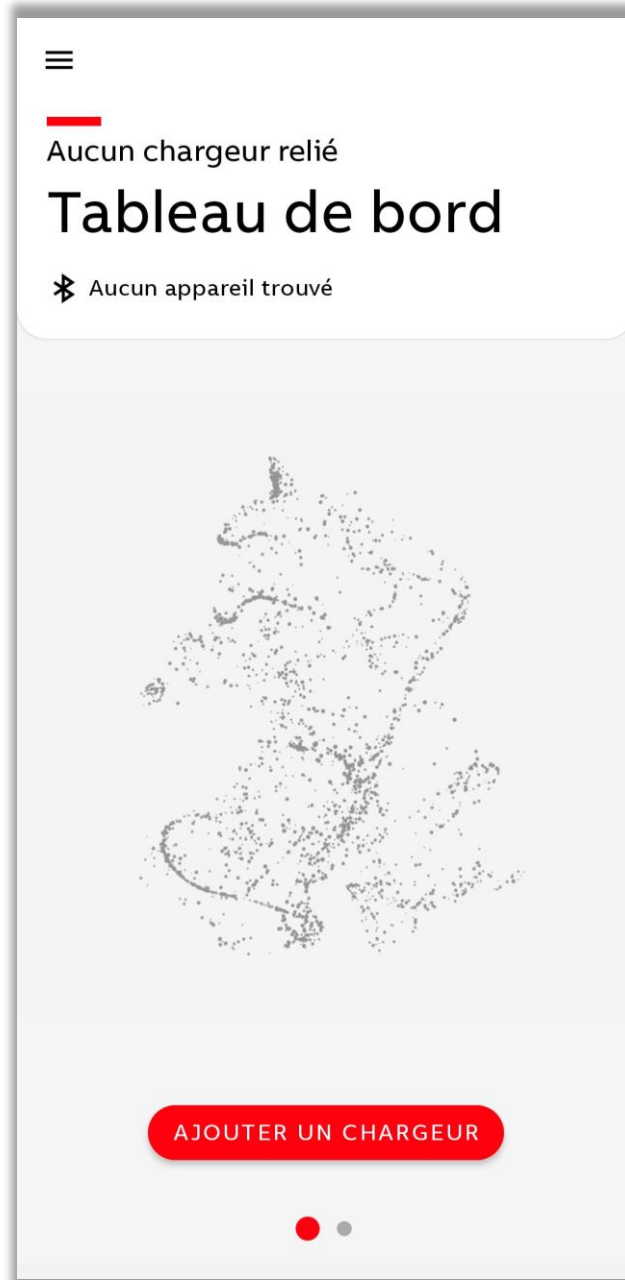 Aucun chargeur relié
Tableau de bord
Aucun appareil trouvé
AJOUTER UN CHARGEUR